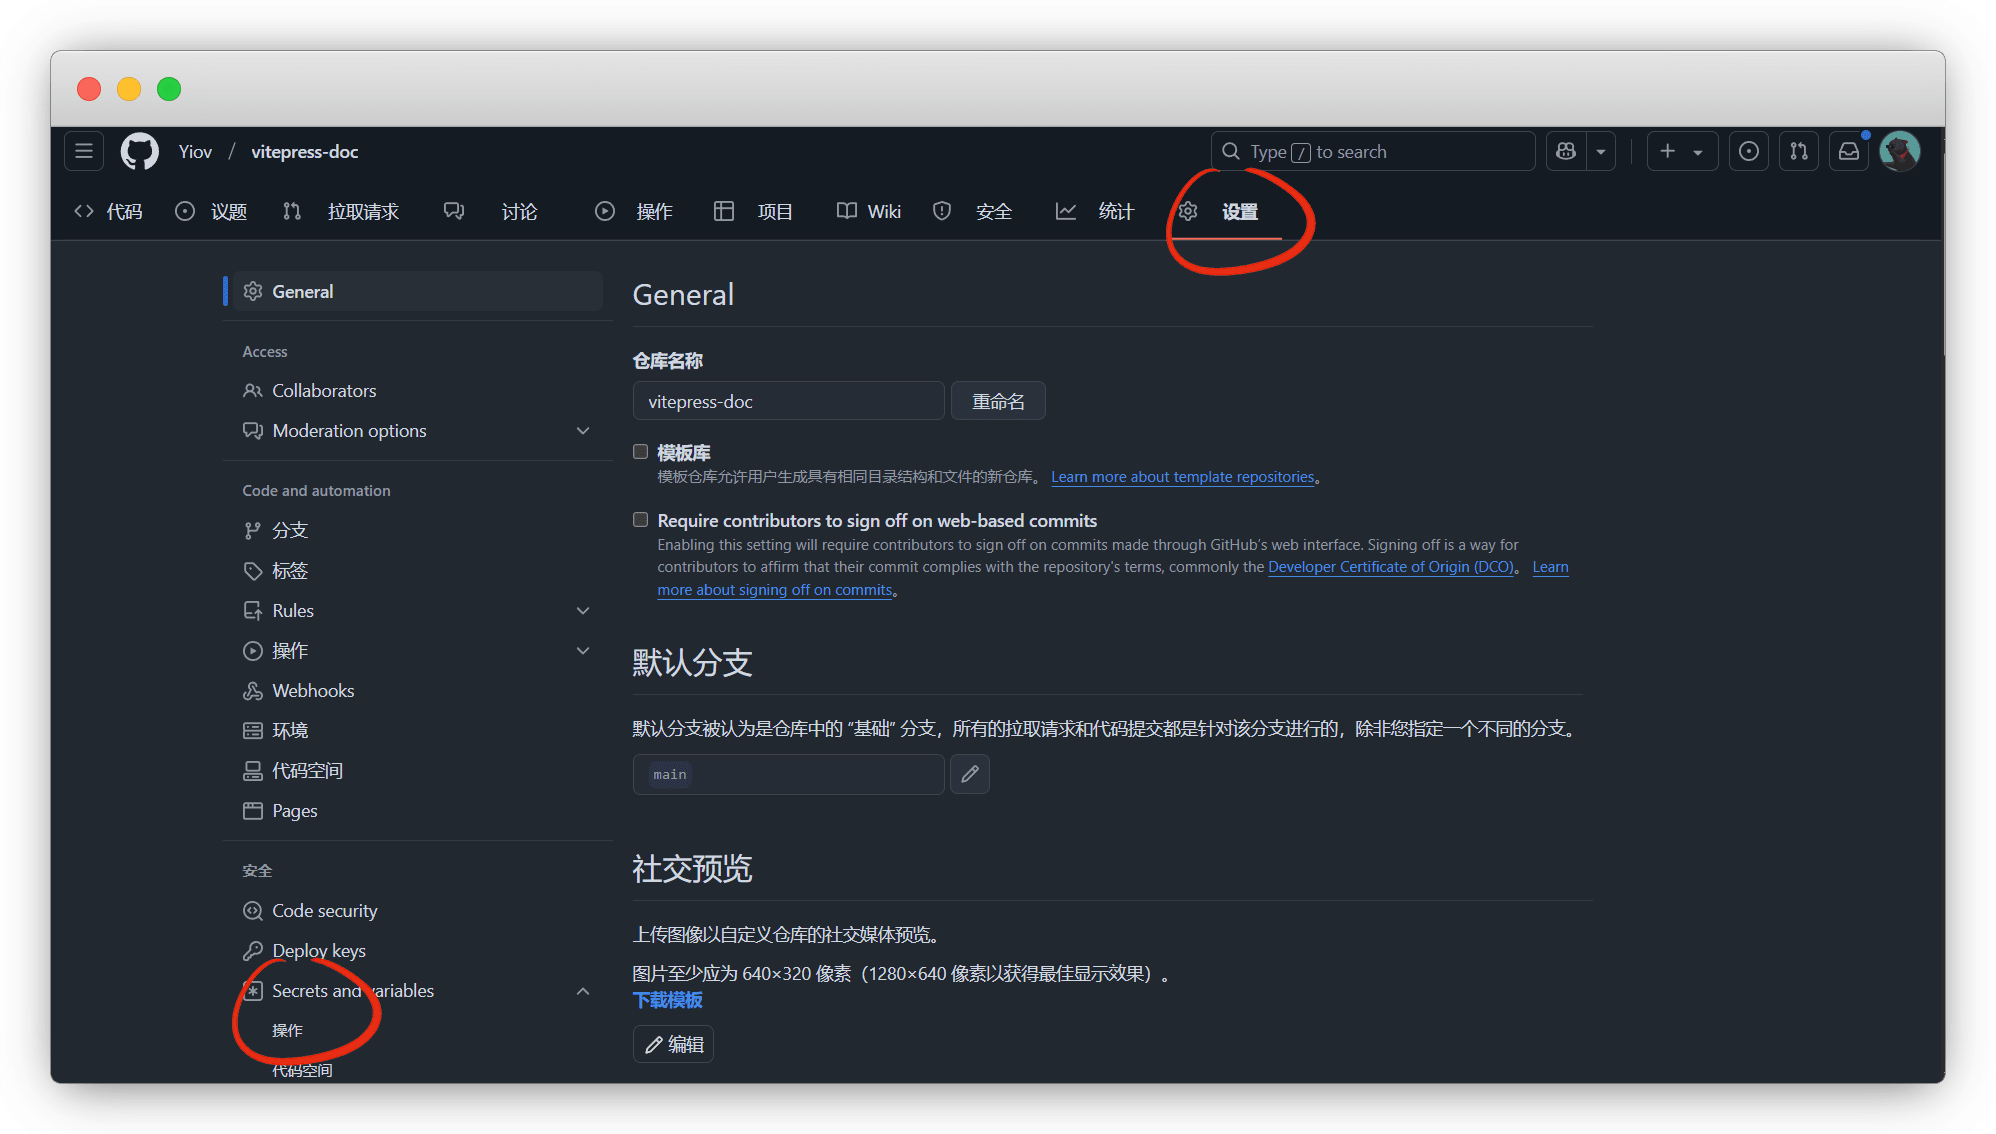 Yiov / vitepress-doc
Type / to search
代码 议题 拉取请求 讨论 操作 项目 Wiki 安全 统计 设置
General
Access
Collaborators
Moderation options
Code and automation
分支
标签
Rules
操作
Webhooks
环境
代码空间
Pages
安全
Code security
Deploy keys
Secrets and variables
操作
代码空间
General
仓库名称
vitepress-doc 重命名
模板库
模板仓库允许用户生成具有相同目录结构和文件的新仓库。 Learn more about template repositories。
Require contributors to sign off on web-based commits
Enabling this setting will require contributors to sign off on commits made through GitHub's web interface. Signing off is a way for
contributors to affirm that their commit complies with the repository's terms, commonly the Developer Certificate of Origin (DCO)。 Learn
more about signing off on commits。
默认分支
默认分支被认为是仓库中的 “基础” 分支，所有的拉取请求和代码提交都是针对该分支进行的，除非您指定一个不同的分支。
main
社交预览
上传图像以自定义仓库的社交媒体预览。
图片至少应为 640×320 像素（1280×640 像素以获得最佳显示效果）。
下载模板
编辑